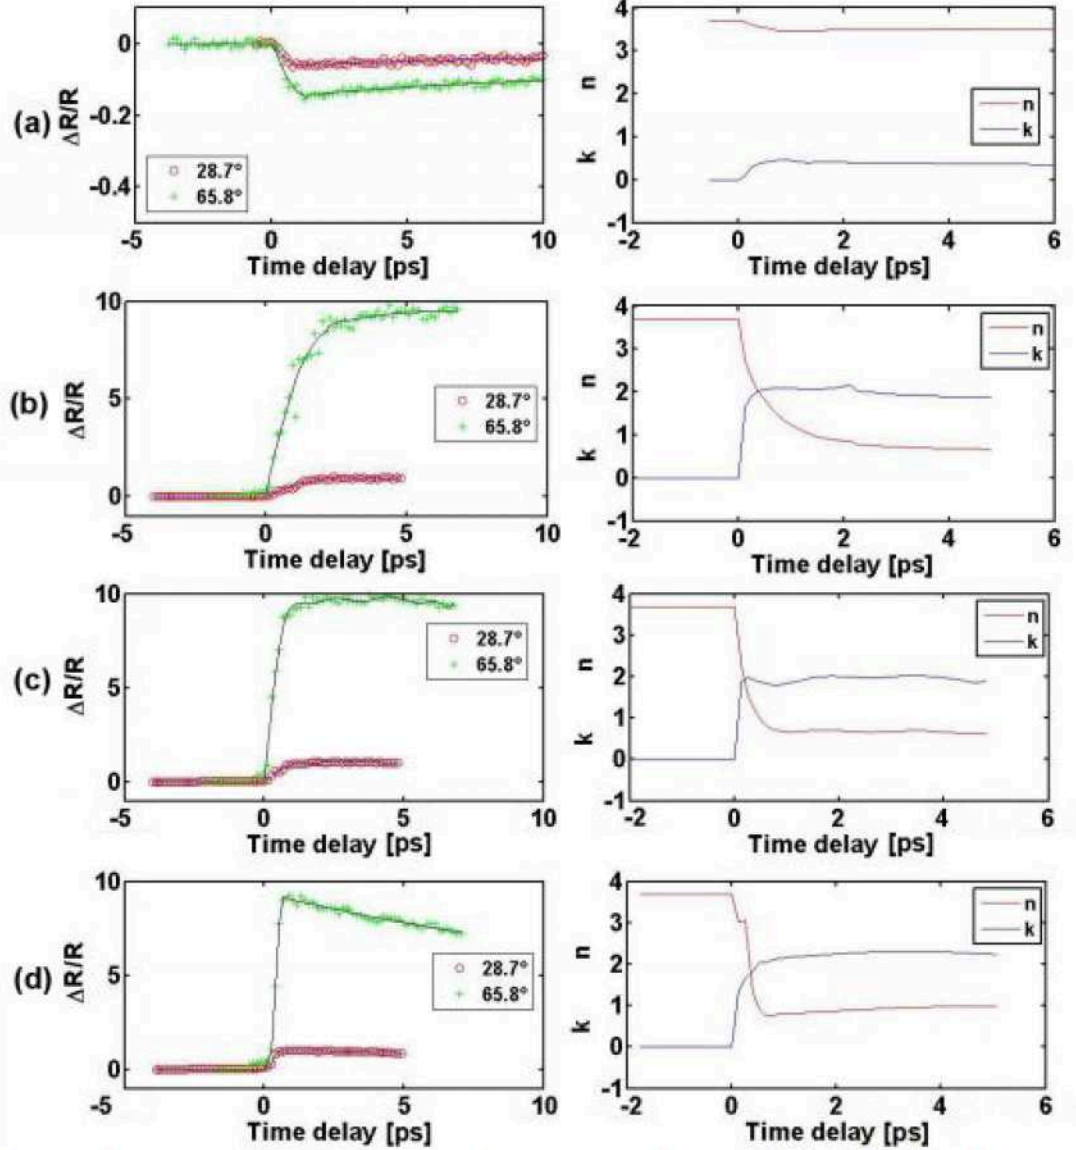 (a)
ΔR/R
0
-0.2
-0.4
28.7°
65.8°
-5 0 5 10
Time delay [ps]
k n
4
3
2
1
0
-1
n
k
-2 0 2 4 6
Time delay [ps]
(b)
ΔR/R
10
5
0
28.7°
65.8°
-5 0 5 10
Time delay [ps]
k n
4
3
2
1
0
-1
n
k
-2 0 2 4 6
Time delay [ps]
(c)
ΔR/R
10
5
0
28.7°
65.8°
-5 0 5 10
Time delay [ps]
k n
4
3
2
1
0
-1
n
k
-2 0 2 4 6
Time delay [ps]
(d)
ΔR/R
10
5
0
28.7°
65.8°
-5 0 5 10
Time delay [ps]
k n
4
3
2
1
0
-1
n
k
-2 0 2 4 6
Time delay [ps]